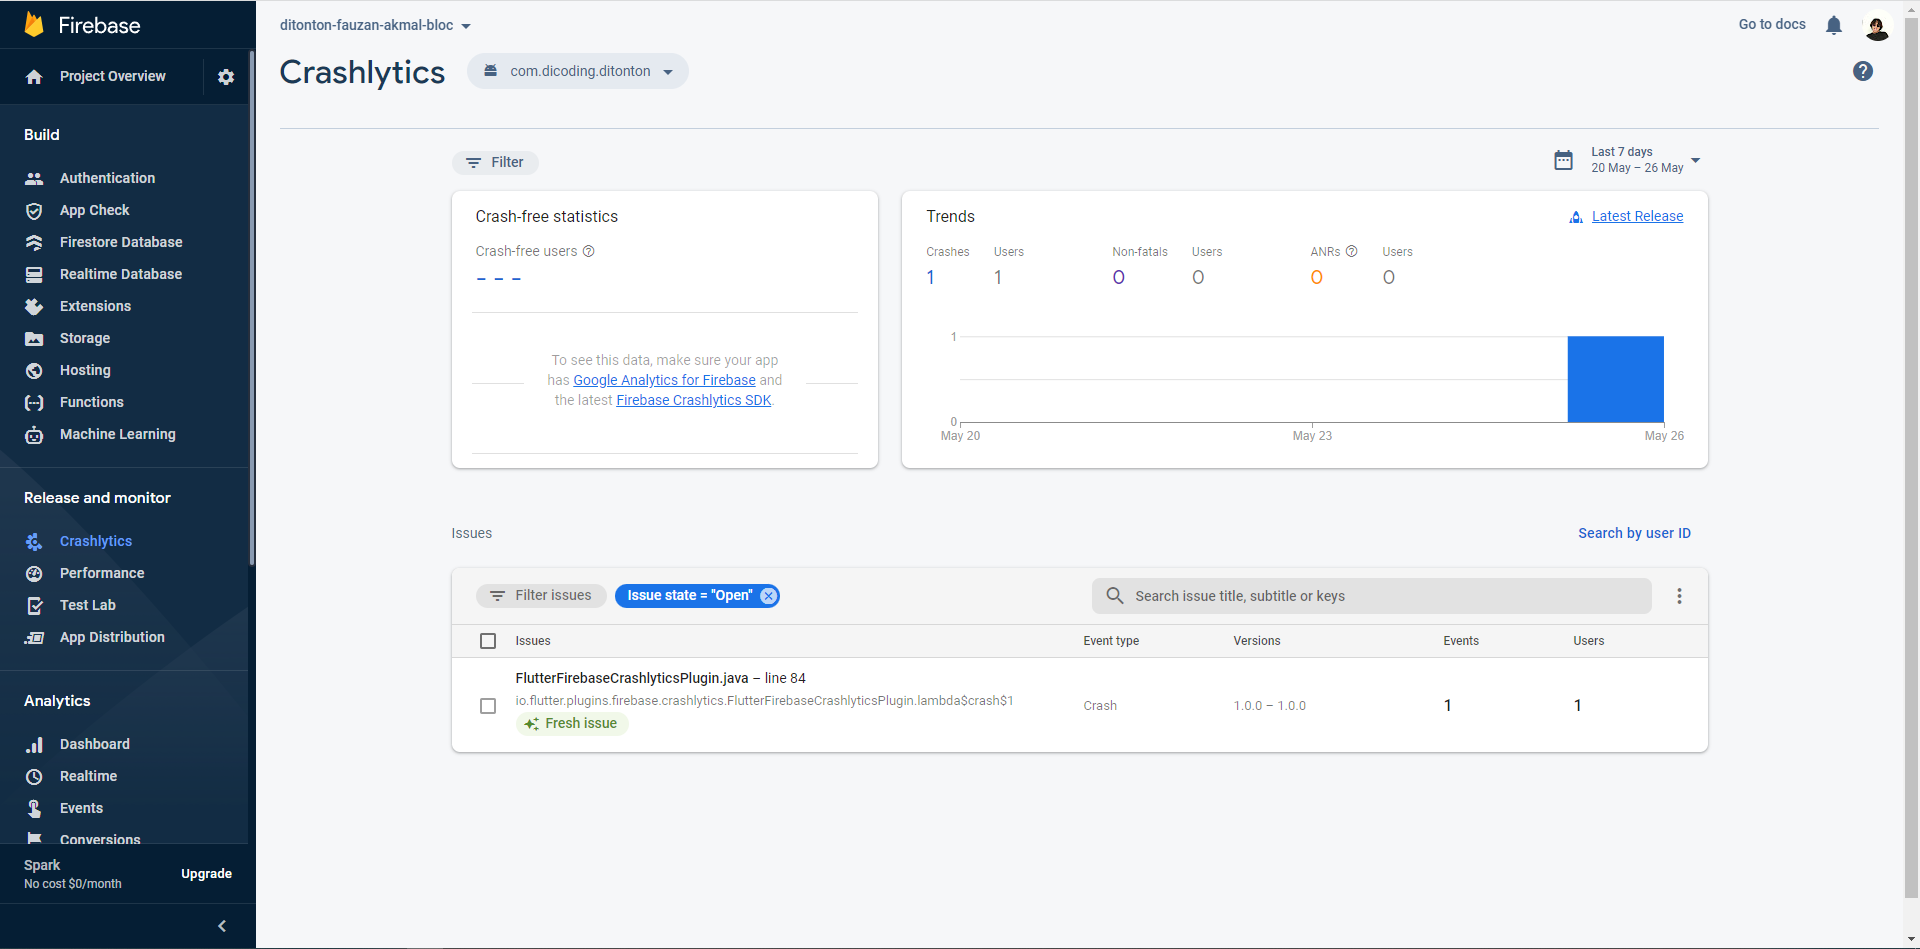 Firebase
Project Overview
Build
Authentication
App Check
Firestore Database
Realtime Database
Extensions
Storage
Hosting
Functions
Machine Learning
Release and monitor
Crashlytics
Performance
Test Lab
App Distribution
Analytics
Dashboard
Realtime
Events
Conversions
Spark
No cost $0/month
Upgrade
ditonton-fauzan-akmal-bloc
Go to docs
Crashlytics
com.dicoding.ditonton
Filter
Last 7 days
20 May – 26 May
Crash-free statistics
Crash-free users
- - -
To see this data, make sure your app
has Google Analytics for Firebase and
the latest Firebase Crashlytics SDK.
Trends
Latest Release
Crashes Users Non-fatals Users ANRs Users
1 1 0 0 0 0
1
0
May 20 May 23 May 26
Issues
Search by user ID
Filter issues
Issue state = "Open"
Search issue title, subtitle or keys
Issues Event type Versions Events Users
FlutterFirebaseCrashlyticsPlugin.java – line 84
io.flutter.plugins.firebase.crashlytics.FlutterFirebaseCrashlyticsPlugin.lambda$crash$1
Fresh issue
Crash 1.0.0 – 1.0.0 1 1